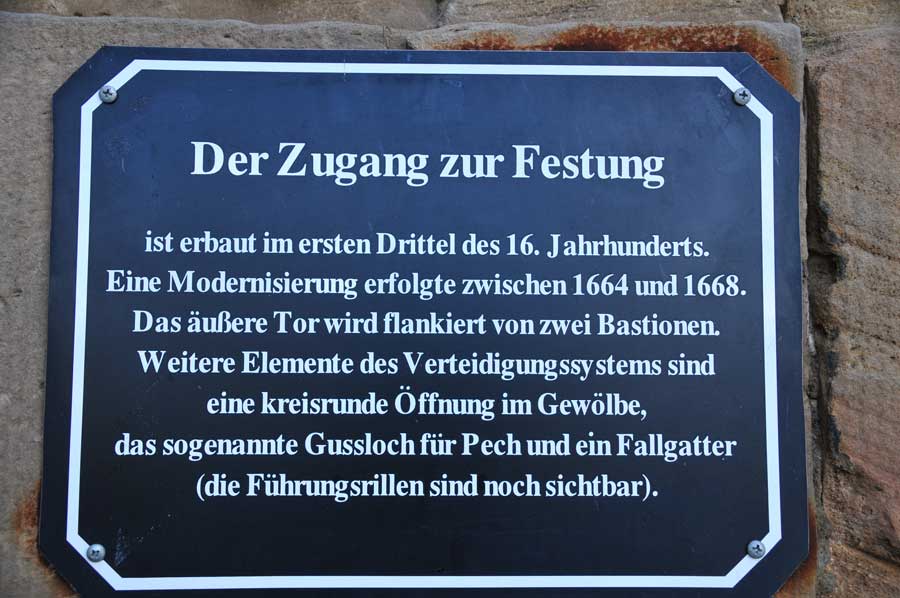 Der Zugang zur Festung
ist erbaut im ersten Drittel des 16. Jahrhunderts.
Eine Modernisierung erfolgte zwischen 1664 und 1668.
Das äußere Tor wird flankiert von zwei Bastionen.
Weitere Elemente des Verteidigungssystems sind
eine kreisrunde Öffnung im Gewölbe,
das sogenannte Gussloch für Pech und ein Fallgatter
(die Führungsrillen sind noch sichtbar).